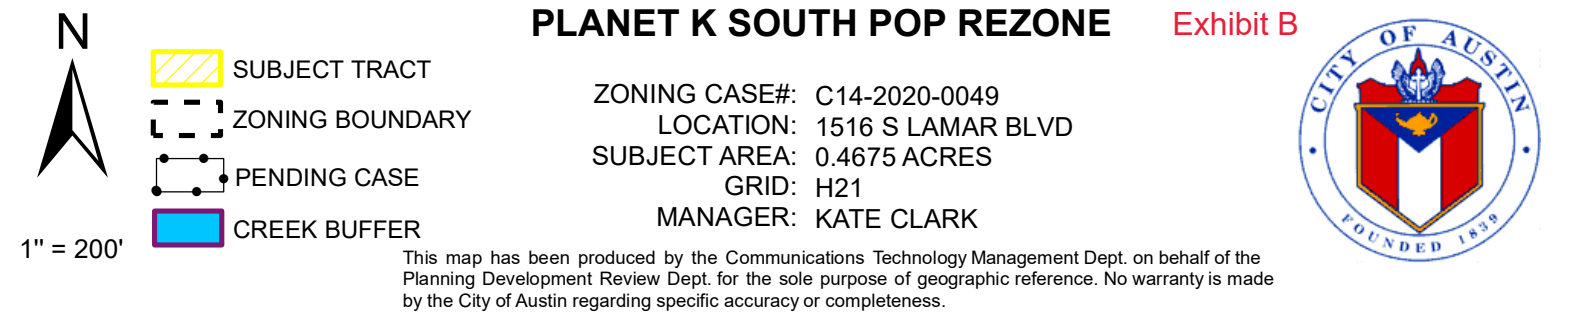 N
1" = 200'
SUBJECT TRACT
ZONING BOUNDARY
PENDING CASE
CREEK BUFFER
PLANET K SOUTH POP REZONE
Exhibit B
ZONING CASE#: C14-2020-0049
LOCATION: 1516 S LAMAR BLVD
SUBJECT AREA: 0.4675 ACRES
GRID: H21
MANAGER: KATE CLARK
This map has been produced by the Communications Technology Management Dept. on behalf of the
Planning Development Review Dept. for the sole purpose of geographic reference. No warranty is made
by the City of Austin regarding specific accuracy or completeness.
CITY OF AUSTIN
FOUNDED 1839